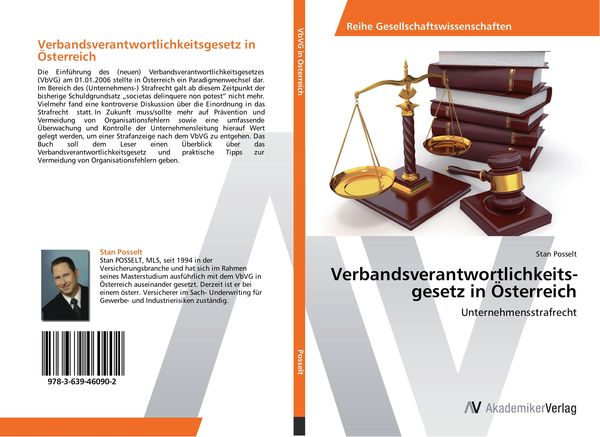 Verbandsverantwortlichkeitsgesetz in
Österreich
Die Einführung des (neuen) Verbandsverantwortlichkeitsgesetzes
(VbVG) am 01.01.2006 stellte in Österreich ein Paradigmenwechsel dar.
Im Bereich des (Unternehmens-) Strafrecht galt ab diesem Zeitpunkt der
bisherige Schuldgrundsatz „societas delinquere non potest“ nicht mehr.
Vielmehr fand eine kontroverse Diskussion über die Einordnung in das
Strafrecht statt. In Zukunft muss/sollte mehr auf Prävention und
Vermeidung von Organisationsfehlern sowie eine umfassende
Überwachung und Kontrolle der Unternehmensleitung hierauf Wert
gelegt werden, um einer Strafanzeige nach dem VbVG zu entgehen. Das
Buch soll dem Leser einen Überblick über das
Verbandsverantwortlichkeitsgesetz und praktische Tipps zur
Vermeidung von Organisationsfehlern geben.
Stan Posselt
Stan POSSELT, MLS, seit 1994 in der
Versicherungsbranche und hat sich im Rahmen
seines Masterstudium ausführlich mit dem VbVG in
Österreich auseinander gesetzt. Derzeit ist er bei
einem österr. Versicherer im Sach- Underwriting für
Gewerbe- und Industrierisiken zuständig.
978-3-639-46090-2
VbVG in Österreich
Posselt
Reihe Gesellschaftswissenschaften
Stan Posselt
Verbandsverantwortlichkeits-
gesetz in Österreich
Unternehmensstrafrecht
AV AkademikerVerlag